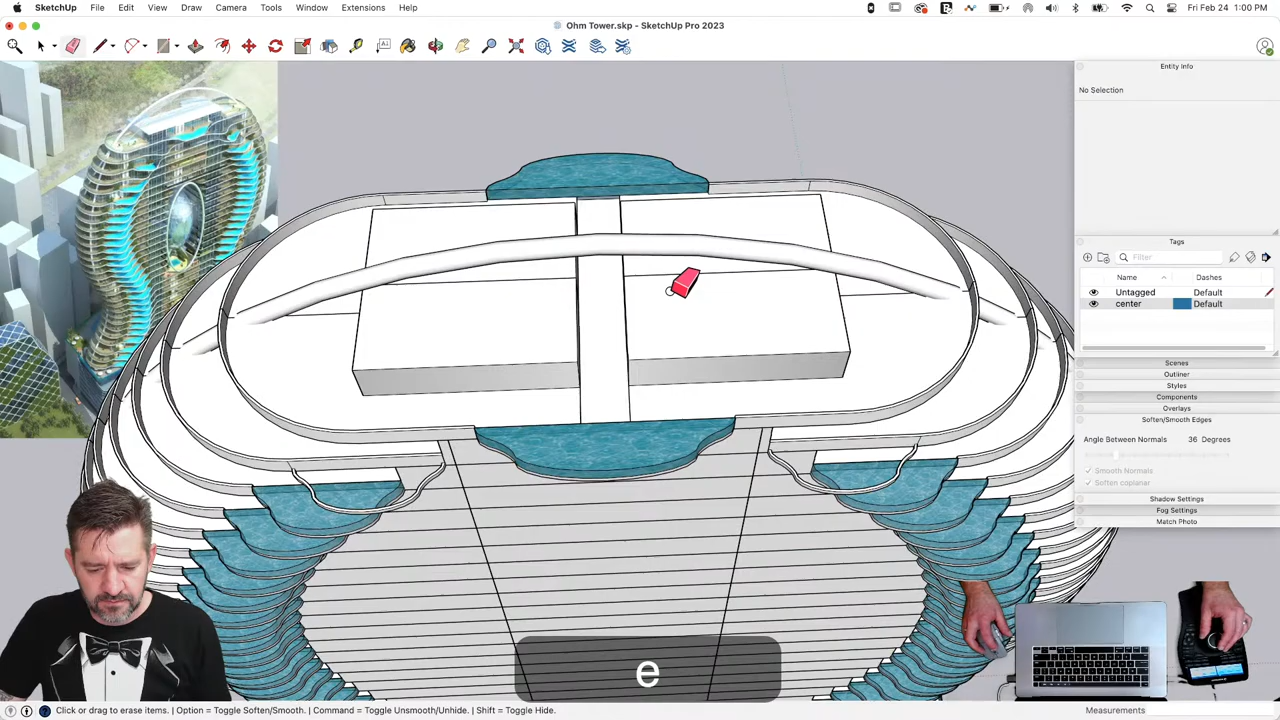 SketchUp File Edit View Draw Camera Tools Window Extensions Help Fri Feb 24 1:00 PM
Ohm Tower.skp - SketchUp Pro 2023
Entity Info
No Selection
Tags
Filter
Name Dashes
Untagged Default
center Default
Scenes
Outliner
Styles
Components
Overlays
Soften/Smooth Edges
Angle Between Normals 36 Degrees
Smooth Normals
Soften coplanar
Shadow Settings
Fog Settings
Match Photo
e
Click or drag to erase items. | Option = Toggle Soften/Smooth. | Command = Toggle Unsmooth/Unhide. | Shift = Toggle Hide. Measurements